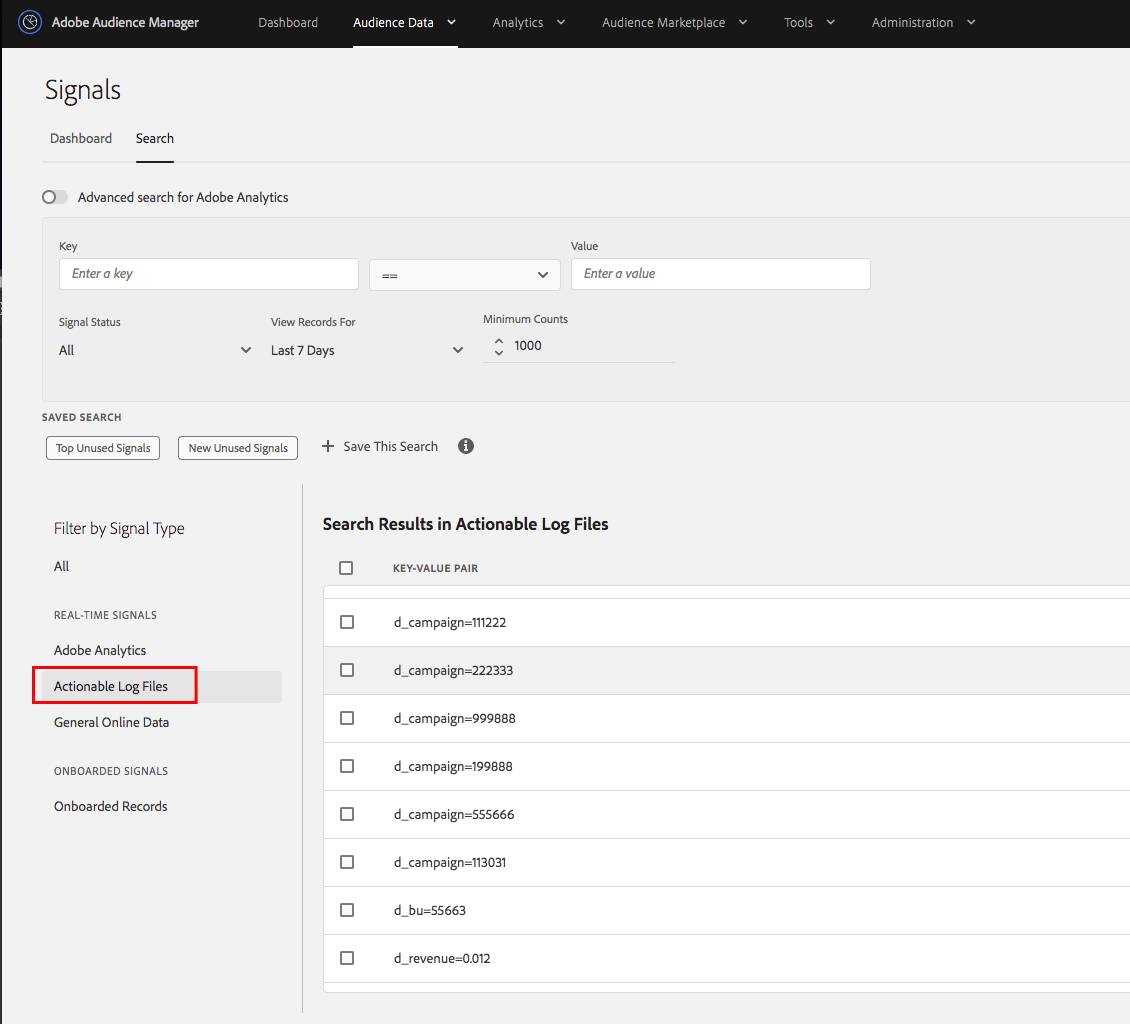 Adobe Audience Manager Dashboard Audience Data Analytics Audience Marketplace Tools Administration
Signals
Dashboard Search
Advanced search for Adobe Analytics
Key Value
Enter a key == Enter a value
Signal Status View Records For Minimum Counts
All Last 7 Days 1000
SAVED SEARCH
Top Unused Signals New Unused Signals + Save This Search i
Filter by Signal Type
All
REAL-TIME SIGNALS
Adobe Analytics
Actionable Log Files
General Online Data
ONBOARDED SIGNALS
Onboarded Records
Search Results in Actionable Log Files
KEY-VALUE PAIR
d_campaign=111222
d_campaign=222333
d_campaign=999888
d_campaign=199888
d_campaign=555666
d_campaign=113031
d_bu=55663
d_revenue=0.012